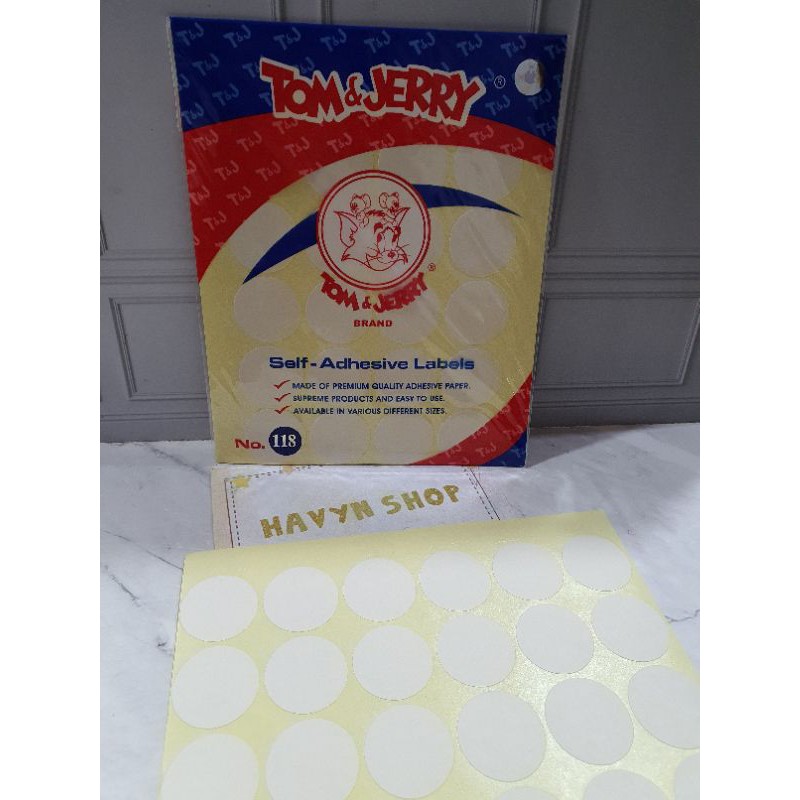 TOM & JERRY ®
TOM & JERRY ®
BRAND
Self-Adhesive Labels
MADE OF PREMIUM QUALITY ADHESIVE PAPER.
SUPREME PRODUCTS AND EASY TO USE.
AVAILABLE IN VARIOUS DIFFERENT SIZES.
No. 118
HAVYN SHOP